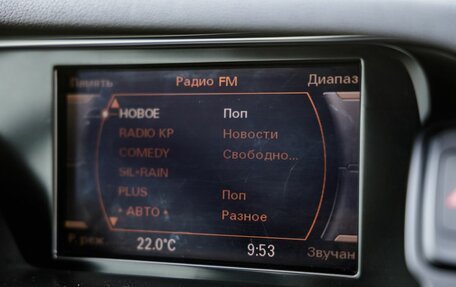 Память Радио FM Диапаз
НОВОЕ Поп
RADIO KP Новости
COMEDY Свободно...
SIL•RAIN
PLUS Поп
• АВТО • Разное
Р. реж. 22.0°C 9:53 Звучан